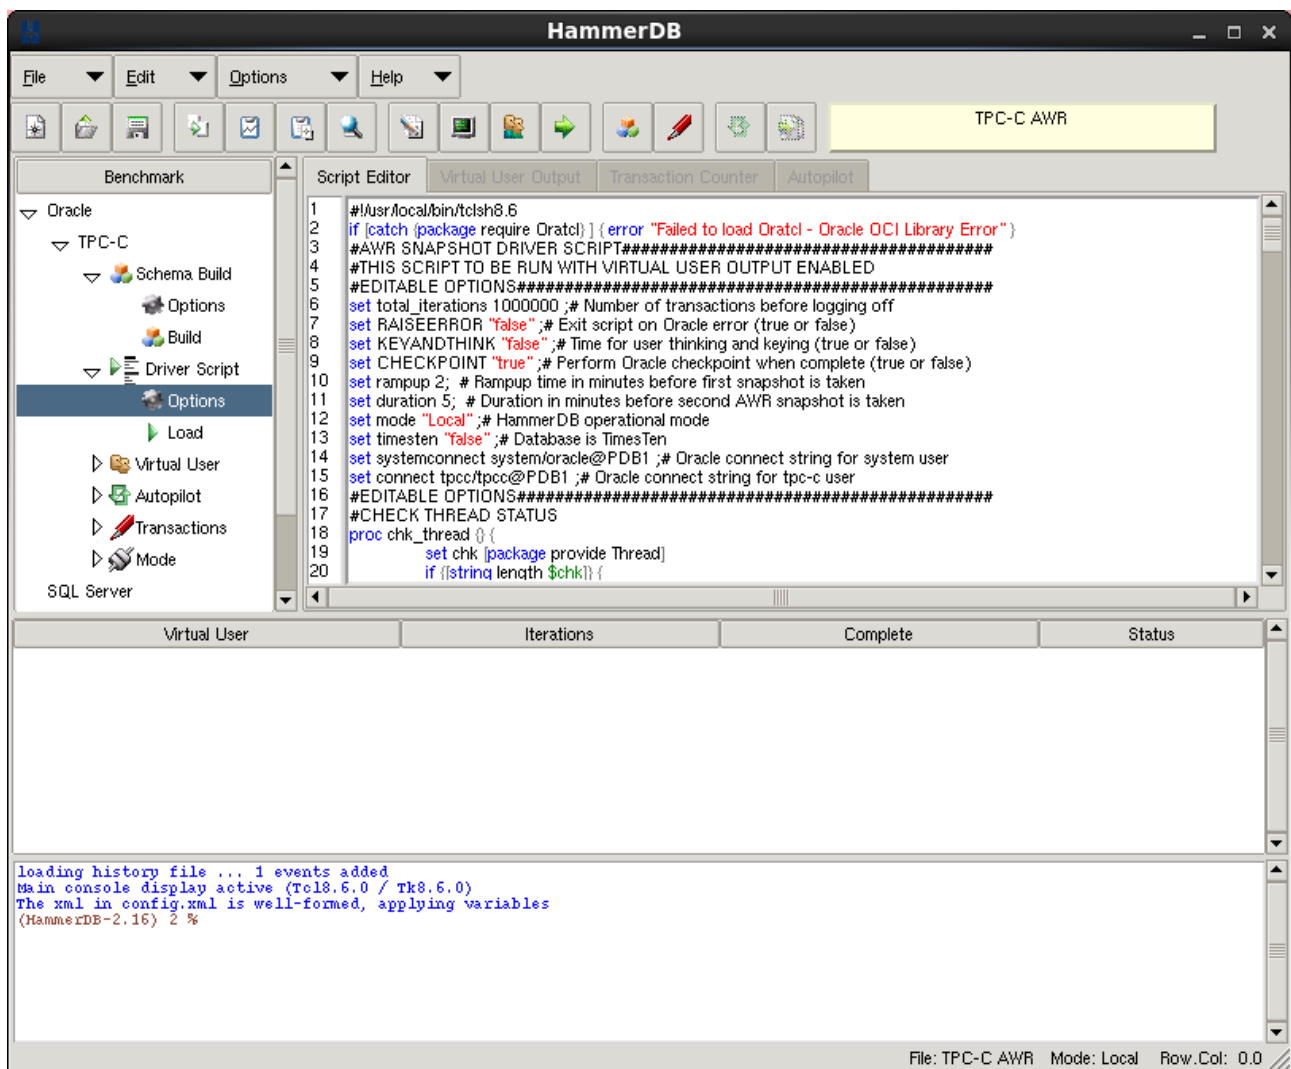 HammerDB
File Edit Options Help
TPC-C AWR
Benchmark
Oracle
TPC-C
Schema Build
Options
Build
Driver Script
Options
Load
Virtual User
Autopilot
Transactions
Mode
SQL Server
Script Editor Virtual User Output Transaction Counter Autopilot
1 #!/usr/local/bin/tclsh8.6
2 if [catch {package require Oratcl} ] { error "Failed to load Oratcl - Oracle OCI Library Error" }
3 #AWR SNAPSHOT DRIVER SCRIPT#######################################
4 #THIS SCRIPT TO BE RUN WITH VIRTUAL USER OUTPUT ENABLED
5 #EDITABLE OPTIONS##################################################
6 set total_iterations 1000000 ;# Number of transactions before logging off
7 set RAISEERROR "false" ;# Exit script on Oracle error (true or false)
8 set KEYANDTHINK "false" ;# Time for user thinking and keying (true or false)
9 set CHECKPOINT "true" ;# Perform Oracle checkpoint when complete (true or false)
10 set rampup 2;  # Rampup time in minutes before first snapshot is taken
11 set duration 5;  # Duration in minutes before second AWR snapshot is taken
12 set mode "Local" ;# HammerDB operational mode
13 set timesten "false" ;# Database is TimesTen
14 set systemconnect system/oracle@PDB1 ;# Oracle connect string for system user
15 set connect tpcc/tpcc@PDB1 ;# Oracle connect string for tpc-c user
16 #EDITABLE OPTIONS##################################################
17 #CHECK THREAD STATUS
18 proc chk_thread {} {
19 set chk [package provide Thread]
20 if {[string length $chk]} {
Virtual User Iterations Complete Status
loading history file ... 1 events added
Main console display active (Tcl8.6.0 / Tk8.6.0)
The xml in config.xml is well-formed, applying variables
(HammerDB-2.16) 2 %
File: TPC-C AWR Mode: Local Row.Col: 0.0